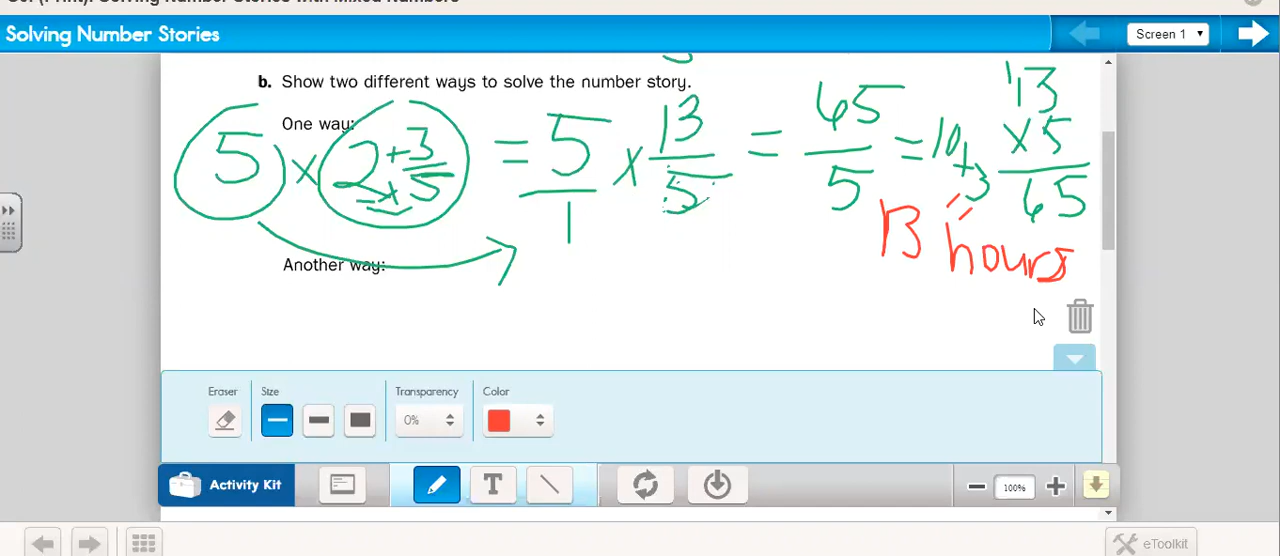 Solving Number Stories
Screen 1
b. Show two different ways to solve the number story.
One way:
5 × 2 + 3/5 = 5/1 × 13/5 = 65/5 = 10 + 3
13
× 5
65
13 hours
Another way:
Eraser Size Transparency Color
0%
Activity Kit T 100%
eToolkit